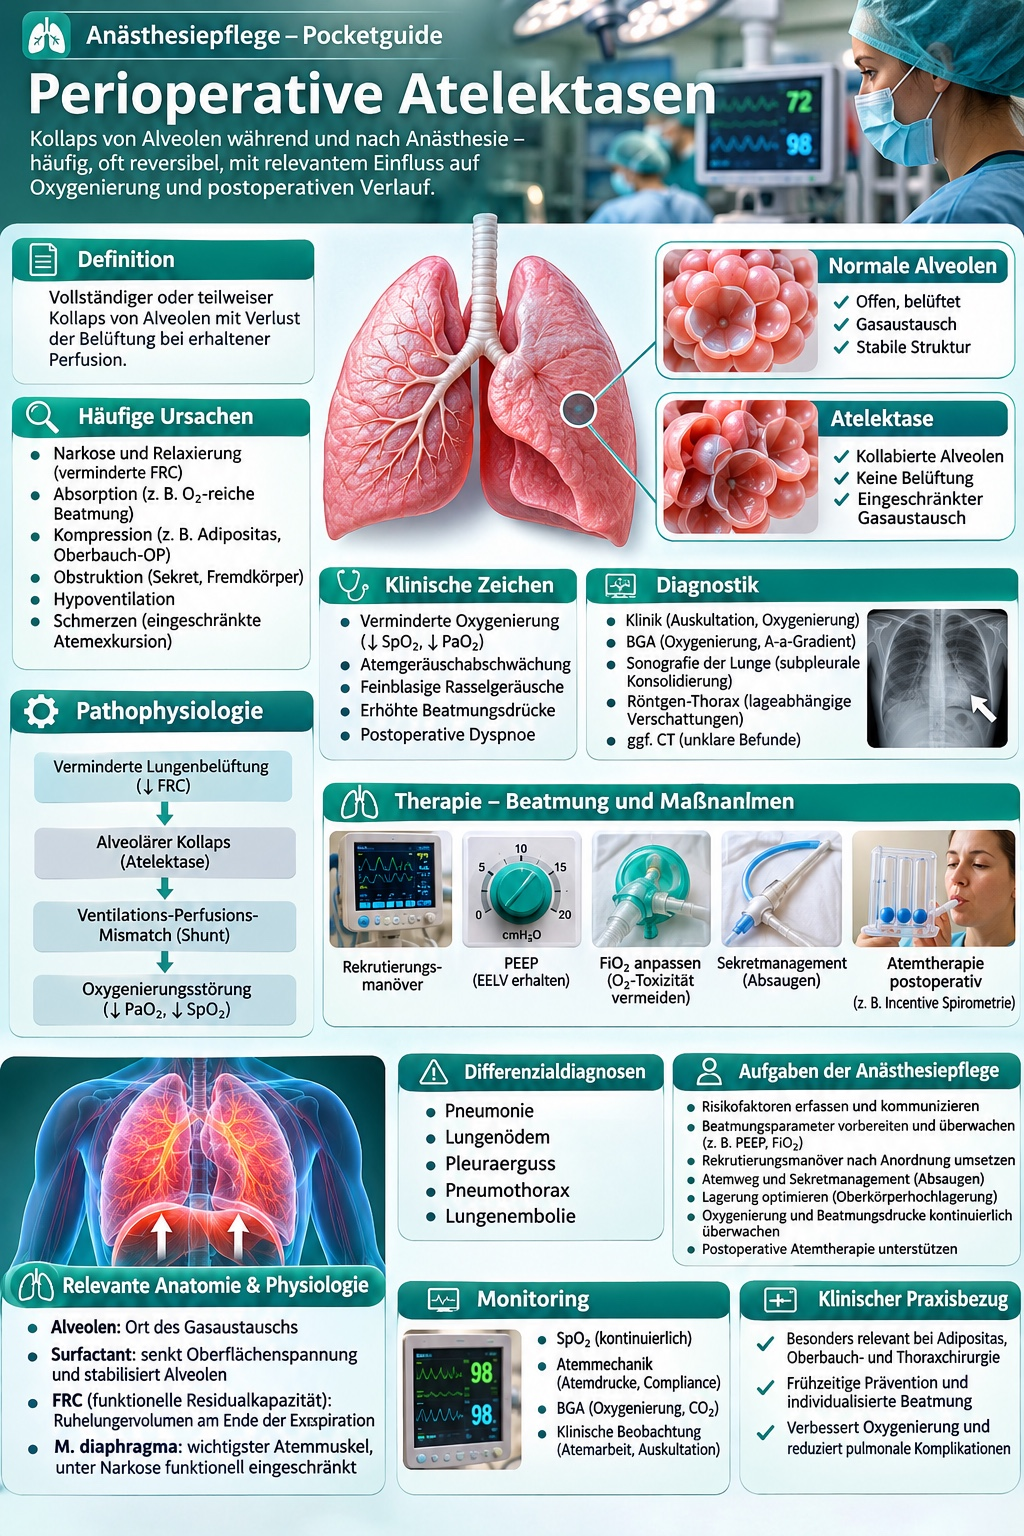 Anästhesiepflege – Pocketguide
Perioperative Atelektasen
Kollaps von Alveolen während und nach Anästhesie –
häufig, oft reversibel, mit relevantem Einfluss auf
Oxygenierung und postoperativen Verlauf.
72
98
Definition
Vollständiger oder teilweiser
Kollaps von Alveolen mit Verlust
der Belüftung bei erhaltener
Perfusion.
Normale Alveolen
Offen, belüftet
Gasaustausch
Stabile Struktur
Atelektase
Kollabierte Alveolen
Keine Belüftung
Eingeschränkter
Gasaustausch
Häufige Ursachen
Narkose und Relaxierung
(verminderte FRC)
Absorption (z. B. O₂-reiche
Beatmung)
Kompression (z. B. Adipositas,
Oberbauch-OP)
Obstruktion (Sekret, Fremdkörper)
Hypoventilation
Schmerzen (eingeschränkte
Atemexkursion)
Klinische Zeichen
Verminderte Oxygenierung
(↓ SpO₂, ↓ PaO₂)
Atemgeräuschabschwächung
Feinblasige Rasselgeräusche
Erhöhte Beatmungsdrücke
Postoperative Dyspnoe
Diagnostik
Klinik (Auskultation, Oxygenierung)
BGA (Oxygenierung, A-a-Gradient)
Sonografie der Lunge (subpleurale
Konsolidierung)
Röntgen-Thorax (lageabhängige
Verschattungen)
ggf. CT (unklare Befunde)
Pathophysiologie
Verminderte Lungenbelüftung
(↓ FRC)
Alveolärer Kollaps
(Atelektase)
Ventilations-Perfusions-
Mismatch (Shunt)
Oxygenierungsstörung
(↓ PaO₂, ↓ SpO₂)
Therapie – Beatmung und Maßnanlmen
0
5
10
15
20
cmH₂O
Rekrutierungs-
manöver
PEEP
(EELV erhalten)
FiO₂ anpassen
(O₂-Toxizität
vermeiden)
Sekretmanagement
(Absaugen)
Atemtherapie
postoperativ
(z. B. Incentive Spirometrie)
Relevante Anatomie & Physiologie
Alveolen: Ort des Gasaustauschs
Surfactant: senkt Oberflächenspannung
und stabilisiert Alveolen
FRC (funktionelle Residualkapazität):
Ruhelungenvolumen am Ende der Exspiration
M. diaphragma: wichtigster Atemmuskel,
unter Narkose funktionell eingeschränkt
Differenzialdiagnosen
Pneumonie
Lungenödem
Pleuraerguss
Pneumothorax
Lungenembolie
Aufgaben der Anästhesiepflege
Risikofaktoren erfassen und kommunizieren
Beatmungsparameter vorbereiten und überwachen
(z. B. PEEP, FiO₂)
Rekrutierungsmanöver nach Anordnung umsetzen
Atemweg und Sekretmanagement (Absaugen)
Lagerung optimieren (Oberkörperhochlagerung)
Oxygenierung und Beatmungsdrucke kontinuierlich
überwachen
Postoperative Atemtherapie unterstützen
Monitoring
98
98
SpO₂ (kontinuierlich)
Atemmechanik
(Atemdrucke, Compliance)
BGA (Oxygenierung, CO₂)
Klinische Beobachtung
(Atemarbeit, Auskultation)
Klinischer Praxisbezug
Besonders relevant bei Adipositas,
Oberbauch- und Thoraxchirurgie
Frühzeitige Prävention und
individualisierte Beatmung
Verbessert Oxygenierung und
reduziert pulmonale Komplikationen